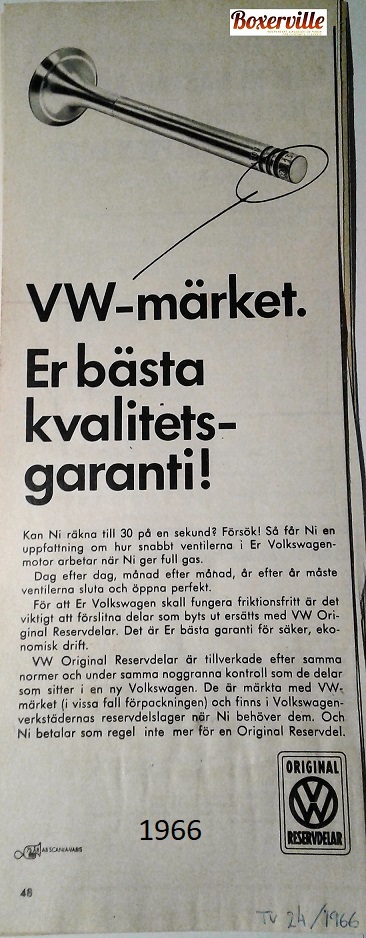 Boxerville
VW-märket.
Er bästa
kvalitets-
garanti!
Kan Ni räkna till 30 på en sekund? Försök! Så får Ni en
uppfattning om hur snabbt ventilerna i Er Volkswagen-
motor arbetar när Ni ger full gas.
Dag efter dag, månad efter månad, år efter år måste
ventilerna sluta och öppna perfekt.
För att Er Volkswagen skall fungera friktionsfritt är det
viktigt att förslitna delar som byts ut ersätts med VW Ori-
ginal Reservdelar. Det är Er bästa garanti för säker, eko-
nomisk drift.
VW Original Reservdelar är tillverkade efter samma
normer och under samma noggranna kontroll som de delar
som sitter i en ny Volkswagen. De är märkta med VW-
märket (i vissa fall förpackningen) och finns i Volkswagen-
verkstädernas reservdelslager när Ni behöver dem. Och
Ni betalar som regel inte mer för en Original Reservdel.
ORIGINAL
VW
RESERVDELAR
1966
AB SCANIA-VABIS
48
TV 24/1966